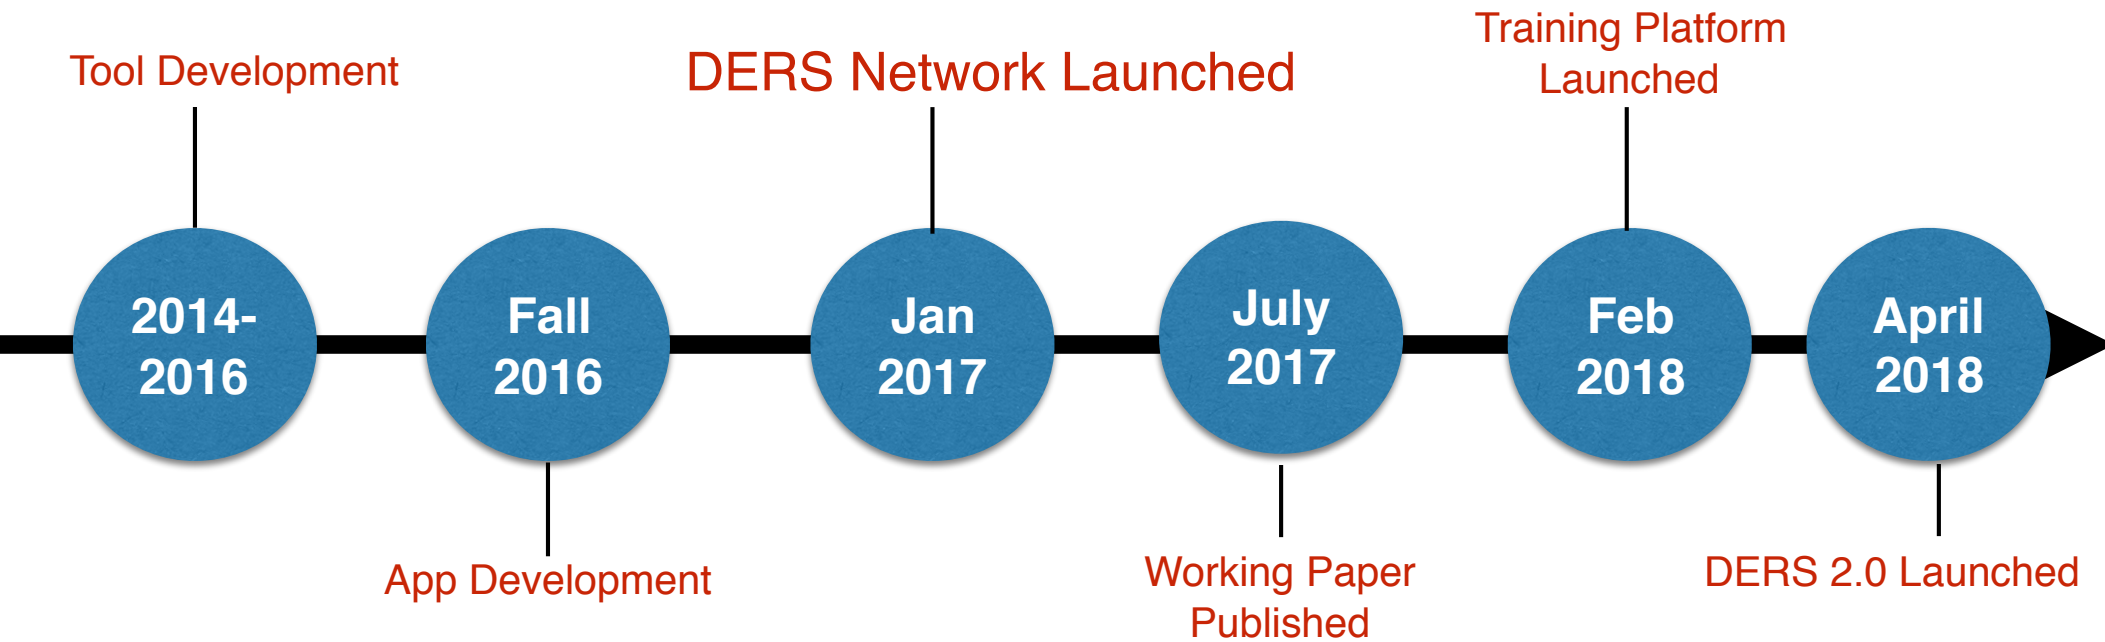 Tool Development
DERS Network Launched
Training Platform
Launched
2014-
2016
Fall
2016
Jan
2017
July
2017
Feb
2018
April
2018
App Development
Working Paper
Published
DERS 2.0 Launched